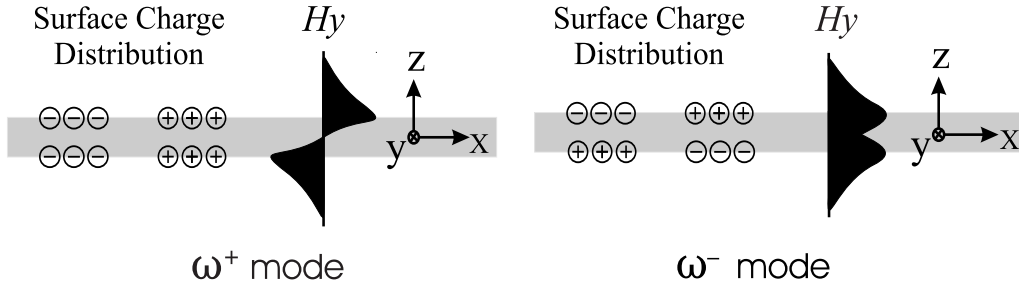 Surface Charge
Distribution
Hy
− − −
+ + +
− − −
+ + +
z
y
x
ω⁺ mode
Surface Charge
Distribution
Hy
− − −
+ + +
+ + +
− − −
z
y
x
ω⁻ mode